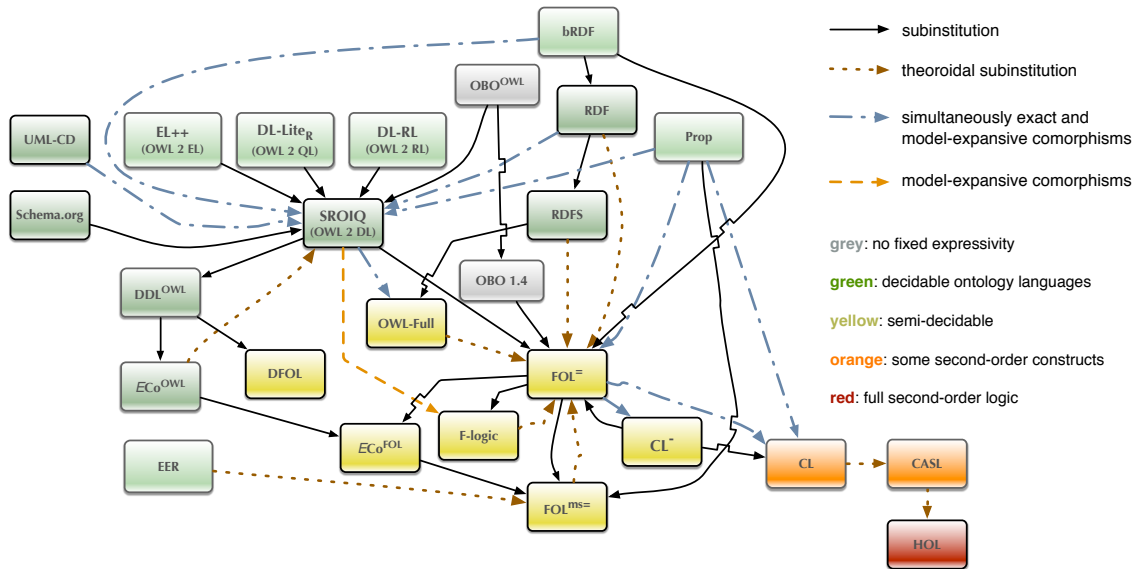 bRDF
subinstitution
theoroidal subinstitution
OBO^OWL
RDF
simultaneously exact and
model-expansive comorphisms
UML-CD
EL++
(OWL 2 EL)
DL-Lite_R
(OWL 2 QL)
DL-RL
(OWL 2 RL)
Prop
model-expansive comorphisms
Schema.org
SROIQ
(OWL 2 DL)
RDFS
grey: no fixed expressivity
DDL^OWL
OBO 1.4
green: decidable ontology languages
OWL-Full
yellow: semi-decidable
ECo^OWL
DFOL
FOL^=
orange: some second-order constructs
red: full second-order logic
ECo^FOL
F-logic
CL^-
EER
CL
CASL
FOL^ms=
HOL